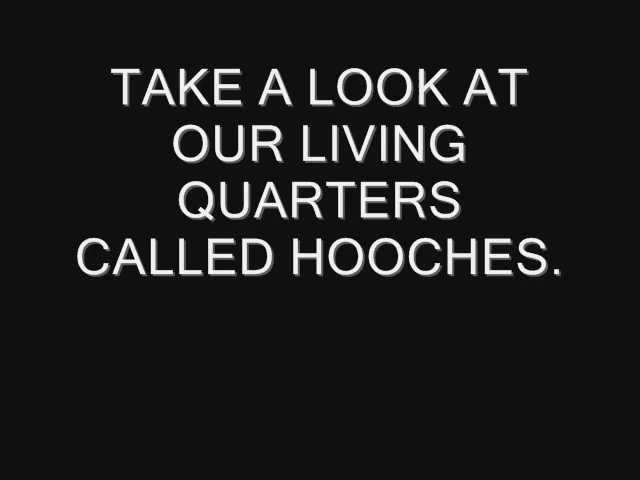 TAKE A LOOK AT
OUR LIVING
QUARTERS
CALLED HOOCHES.